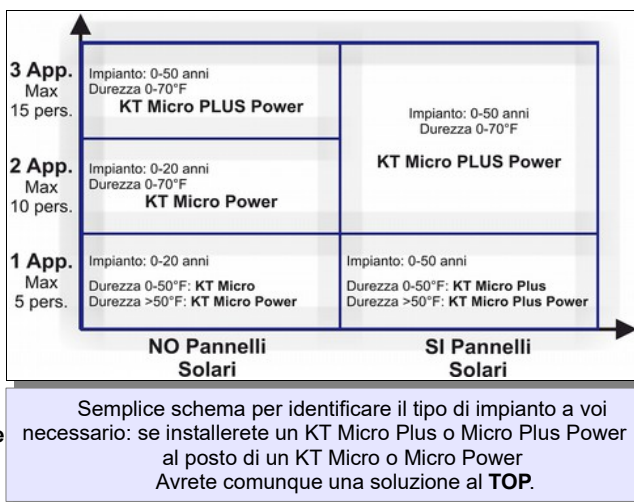 3 App.
Max
15 pers.
Impianto: 0-50 anni
Durezza 0-70°F
KT Micro PLUS Power
Impianto: 0-50 anni
Durezza 0-70°F
KT Micro PLUS Power
2 App.
Max
10 pers.
Impianto: 0-20 anni
Durezza 0-70°F
KT Micro Power
1 App.
Max
5 pers.
Impianto: 0-20 anni
Durezza 0-50°F: KT Micro
Durezza >50°F: KT Micro Power
Impianto: 0-50 anni
Durezza 0-50°F: KT Micro Plus
Durezza >50°F: KT Micro Plus Power
NO Pannelli
Solari
SI Pannelli
Solari
Semplice schema per identificare il tipo di impianto a voi
necessario: se installerete un KT Micro Plus o Micro Plus Power
al posto di un KT Micro o Micro Power
Avrete comunque una soluzione al TOP.